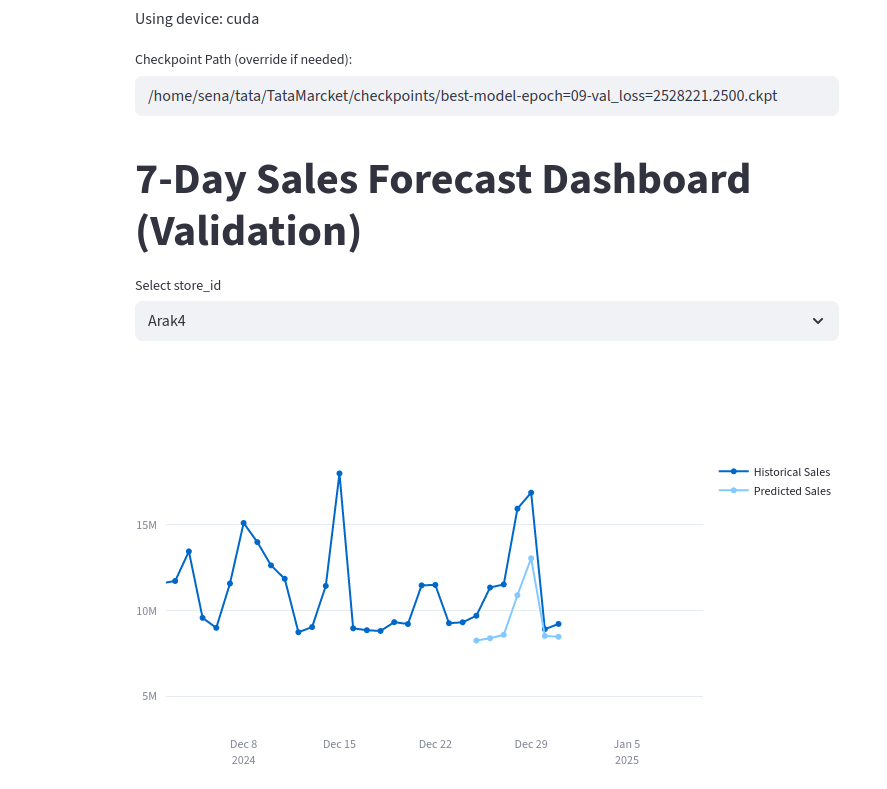 Using device: cuda
Checkpoint Path (override if needed):
/home/sena/tata/TataMarcket/checkpoints/best-model-epoch=09-val_loss=2528221.2500.ckpt
7-Day Sales Forecast Dashboard
(Validation)
Select store_id
Arak4
Historical Sales
Predicted Sales
15M
10M
5M
Dec 8 Dec 15 Dec 22 Dec 29 Jan 5
2024 2025